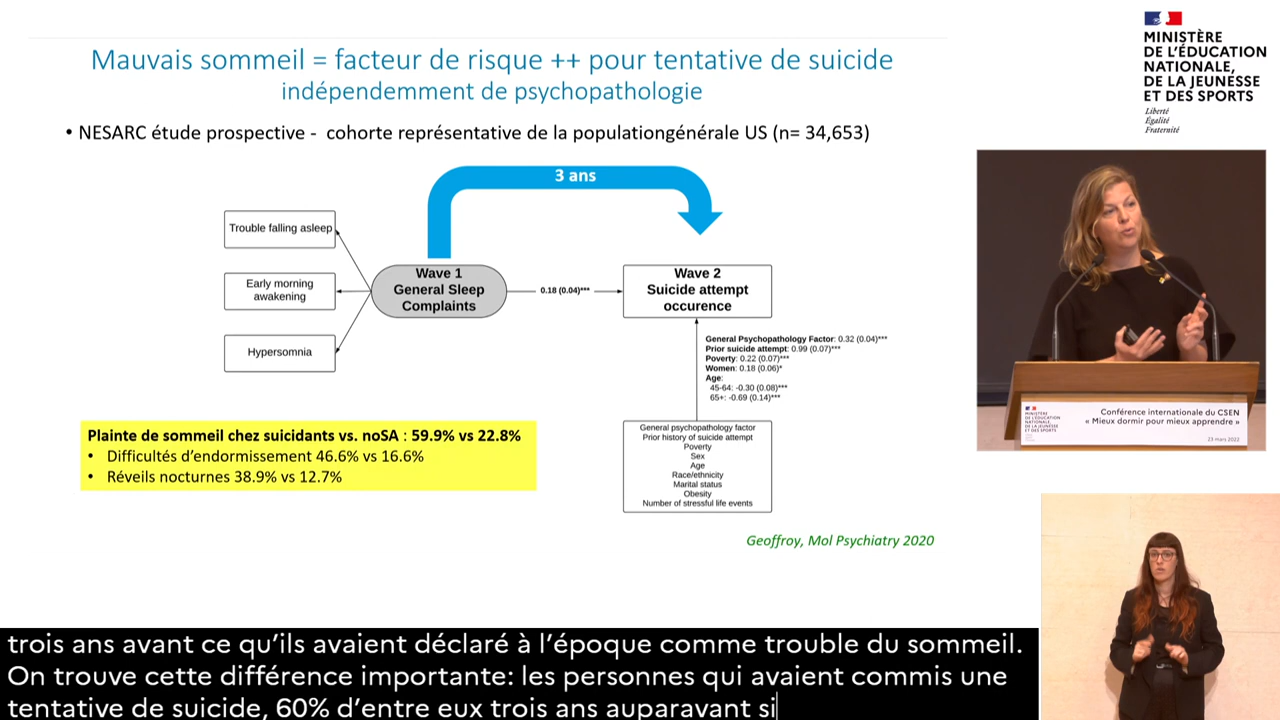 Mauvais sommeil = facteur de risque ++ pour tentative de suicide
indépendemment de psychopathologie
• NESARC étude prospective - cohorte représentative de la populationgénérale US (n= 34,653)
3 ans
Trouble falling asleep
Early morning
awakening
Hypersomnia
Wave 1
General Sleep
Complaints
0.18 (0.04)***
Wave 2
Suicide attempt
occurence
General Psychopathology Factor: 0.32 (0.04)***
Prior suicide attempt: 0.99 (0.07)***
Poverty: 0.22 (0.07)***
Women: 0.18 (0.06)*
Age:
45-64: -0.30 (0.08)***
65+: -0.69 (0.14)***
General psychopathology factor
Prior history of suicide attempt
Poverty
Sex
Age
Race/ethnicity
Marital status
Obesity
Number of stressful life events
Plainte de sommeil chez suicidants vs. noSA : 59.9% vs 22.8%
• Difficultés d'endormissement 46.6% vs 16.6%
• Réveils nocturnes 38.9% vs 12.7%
Geoffroy, Mol Psychiatry 2020
MINISTÈRE
DE L'ÉDUCATION
NATIONALE,
DE LA JEUNESSE
ET DES SPORTS
Liberté
Égalité
Fraternité
MINISTÈRE
DE L'ÉDUCATION
NATIONALE,
DE LA JEUNESSE
ET DES SPORTS
Conférence internationale du CSEN
« Mieux dormir pour mieux apprendre »
23 mars 2022
trois ans avant ce qu'ils avaient déclaré à l'époque comme trouble du sommeil.
On trouve cette différence importante: les personnes qui avaient commis une
tentative de suicide, 60% d'entre eux trois ans auparavant si